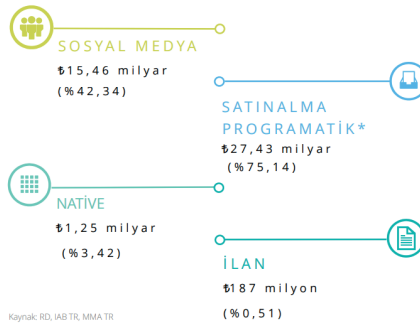 SOSYAL MEDYA
₺15,46 milyar
(%42,34)
SATINALMA
PROGRAMATİK*
₺27,43 milyar
(%75,14)
NATİVE
₺1,25 milyar
(%3,42)
İLAN
₺187 milyon
(%0,51)
Kaynak: RD, IAB TR, MMA TR